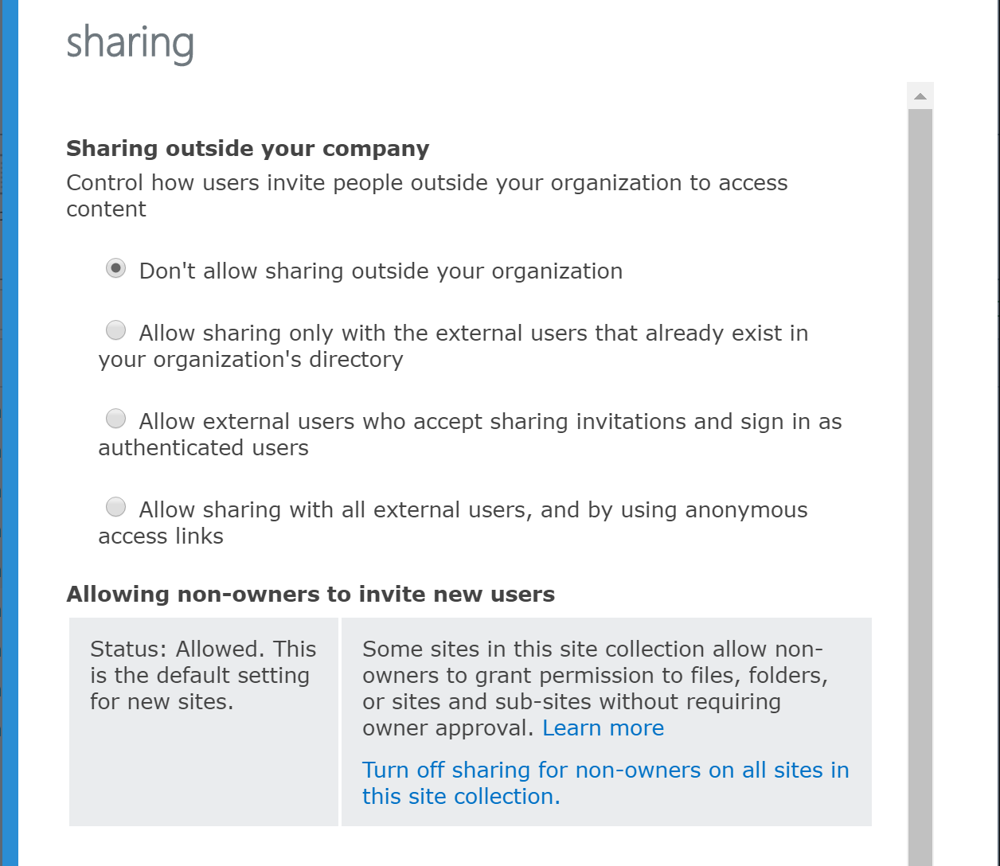 sharing
Sharing outside your company
Control how users invite people outside your organization to access
content
Don't allow sharing outside your organization
Allow sharing only with the external users that already exist in
your organization's directory
Allow external users who accept sharing invitations and sign in as
authenticated users
Allow sharing with all external users, and by using anonymous
access links
Allowing non-owners to invite new users
Status: Allowed. This
is the default setting
for new sites.
Some sites in this site collection allow non-
owners to grant permission to files, folders,
or sites and sub-sites without requiring
owner approval. Learn more
Turn off sharing for non-owners on all sites in
this site collection.